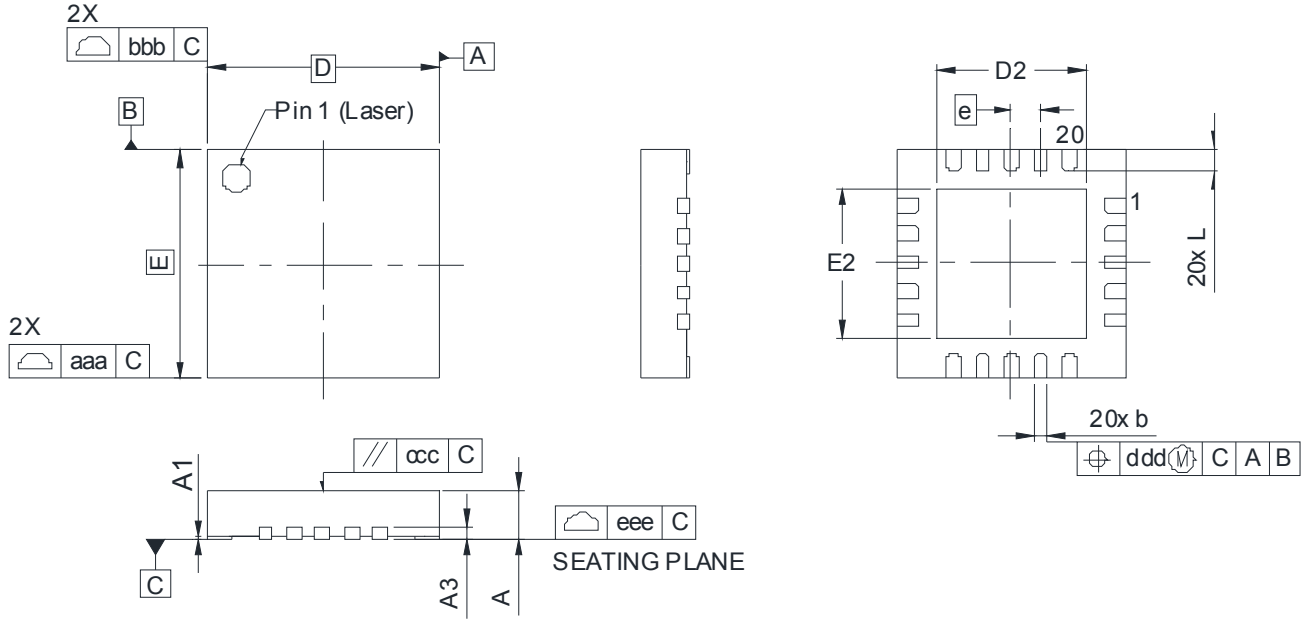 2X
bbb C
D
A
Pin 1 (Laser)
B
E
2X
aaa C
D2
e
20
1
E2
20x L
20x b
ddd M C A B
A1
// ccc C
eee C
SEATING PLANE
C
A3
A